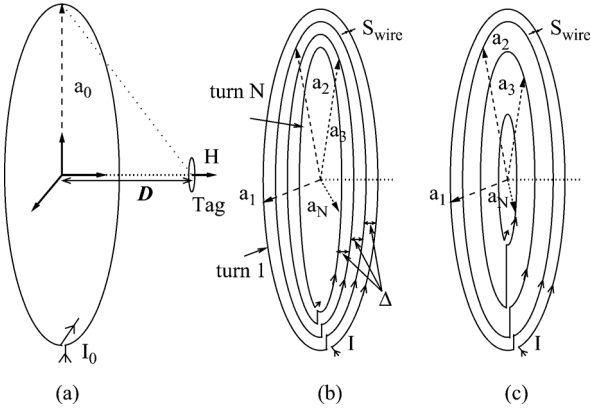 a0
H
D
Tag
I0
(a)
Swire
a2
turn N
a3
a1
aN
turn 1
Δ
I
(b)
Swire
a2
a3
a1
aN
I
(c)